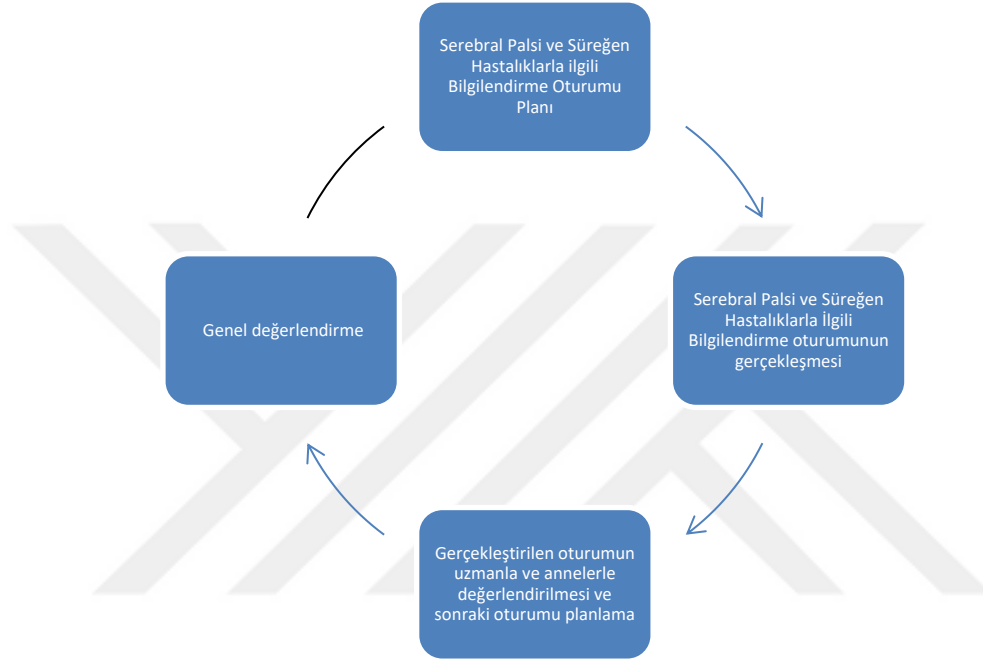 Serebral Palsi ve Süreğen
Hastalıklarla ilgili
Bilgilendirme Oturumu
Planı
Serebral Palsi ve Süreğen
Hastalıklarla İlgili
Bilgilendirme oturumunun
gerçekleşmesi
Gerçekleştirilen oturumun
uzmanla ve annelerle
değerlendirilmesi ve
sonraki oturumu planlama
Genel değerlendirme